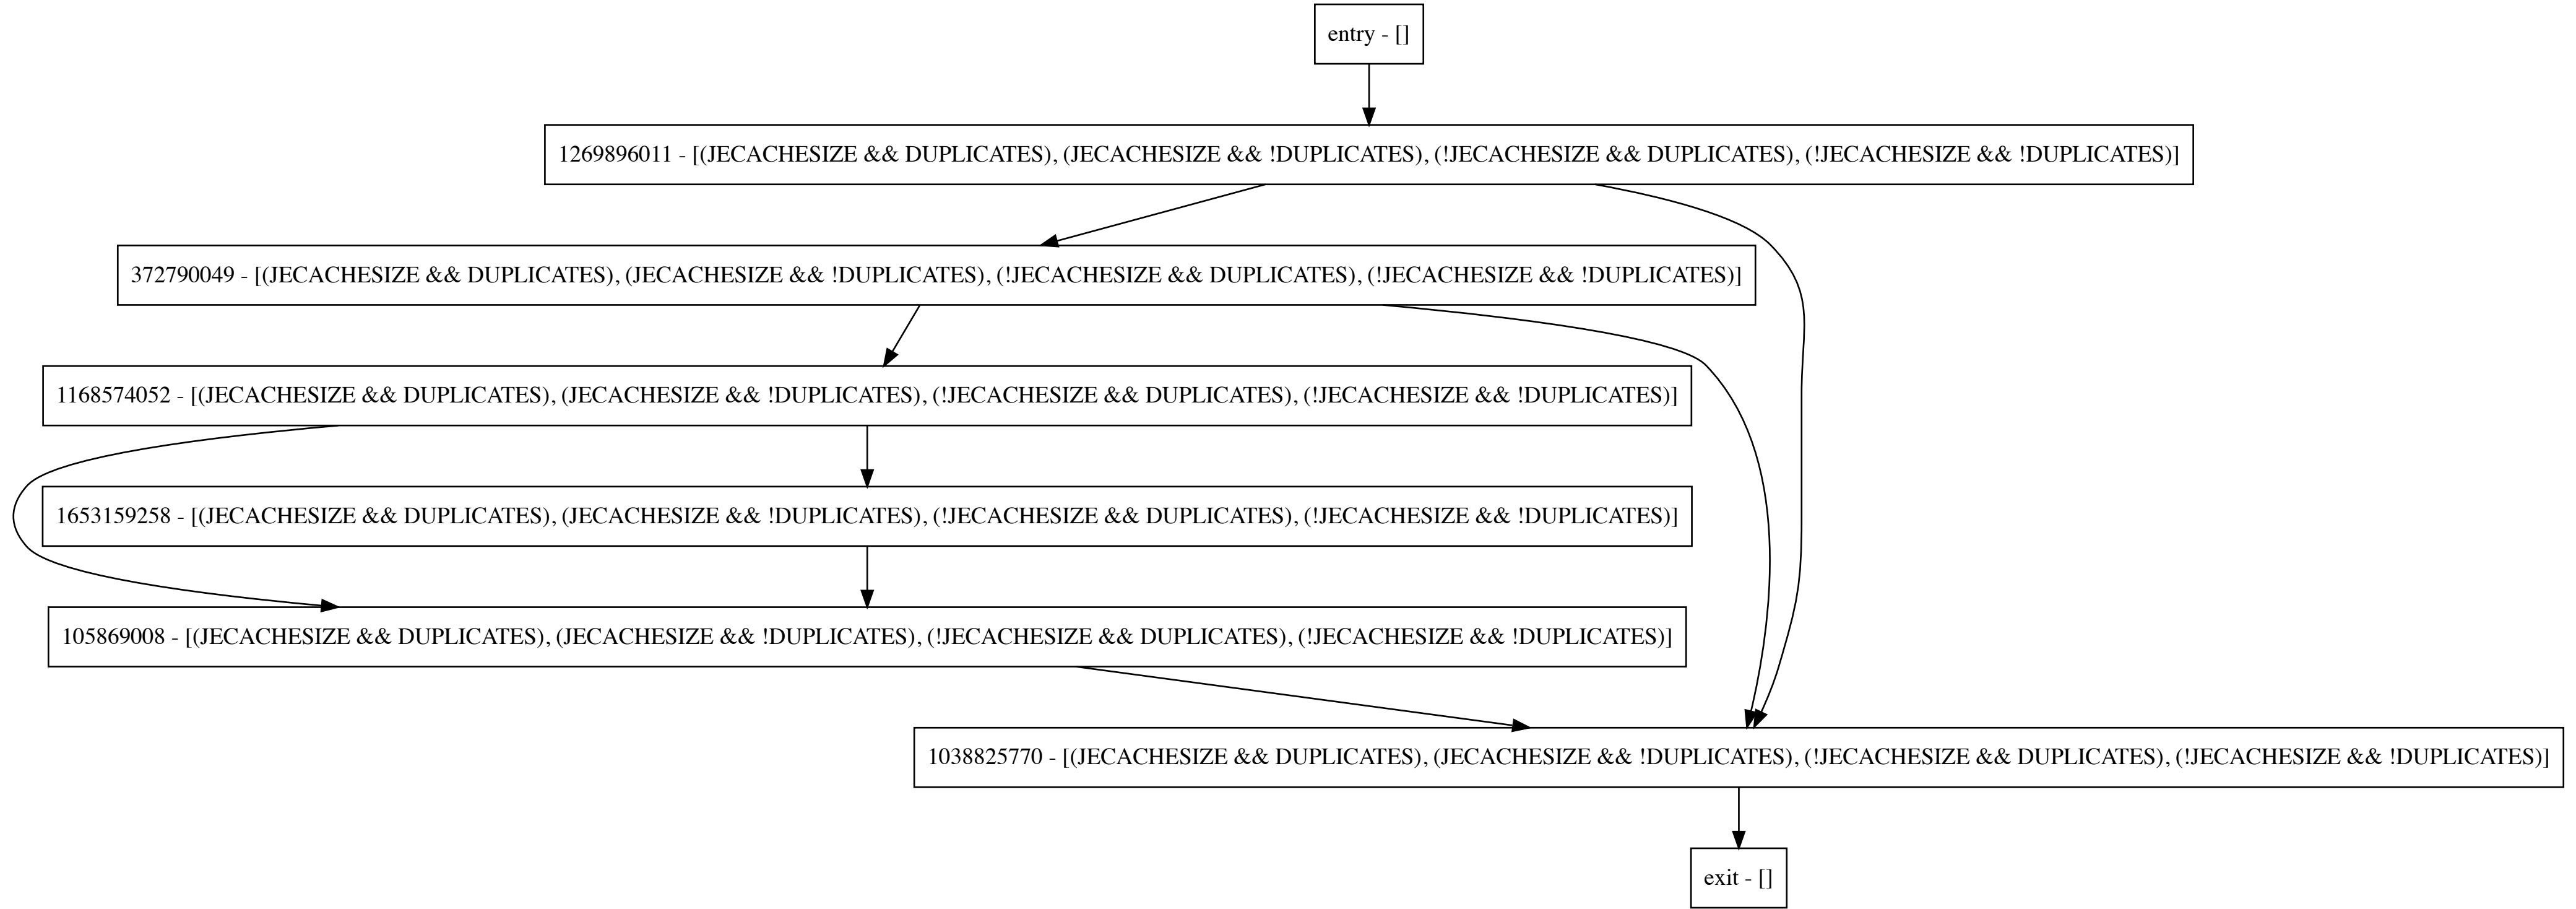 entry - []
1269896011 - [(JECACHESIZE && DUPLICATES), (JECACHESIZE && !DUPLICATES), (!JECACHESIZE && DUPLICATES), (!JECACHESIZE && !DUPLICATES)]
372790049 - [(JECACHESIZE && DUPLICATES), (JECACHESIZE && !DUPLICATES), (!JECACHESIZE && DUPLICATES), (!JECACHESIZE && !DUPLICATES)]
1168574052 - [(JECACHESIZE && DUPLICATES), (JECACHESIZE && !DUPLICATES), (!JECACHESIZE && DUPLICATES), (!JECACHESIZE && !DUPLICATES)]
1653159258 - [(JECACHESIZE && DUPLICATES), (JECACHESIZE && !DUPLICATES), (!JECACHESIZE && DUPLICATES), (!JECACHESIZE && !DUPLICATES)]
105869008 - [(JECACHESIZE && DUPLICATES), (JECACHESIZE && !DUPLICATES), (!JECACHESIZE && DUPLICATES), (!JECACHESIZE && !DUPLICATES)]
1038825770 - [(JECACHESIZE && DUPLICATES), (JECACHESIZE && !DUPLICATES), (!JECACHESIZE && DUPLICATES), (!JECACHESIZE && !DUPLICATES)]
exit - []